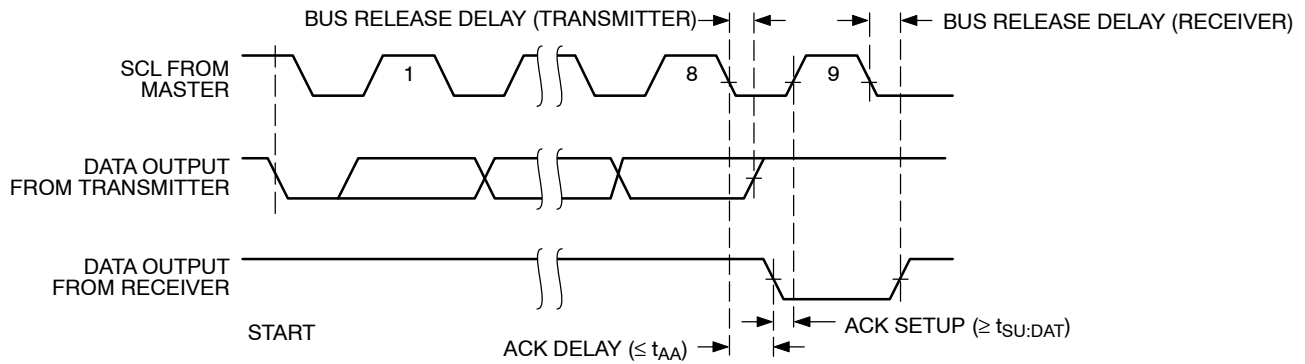 BUS RELEASE DELAY (TRANSMITTER)
BUS RELEASE DELAY (RECEIVER)
SCL FROM
MASTER
1
8
9
DATA OUTPUT
FROM TRANSMITTER
DATA OUTPUT
FROM RECEIVER
START
ACK SETUP (≥ tSU:DAT)
ACK DELAY (≤ tAA)